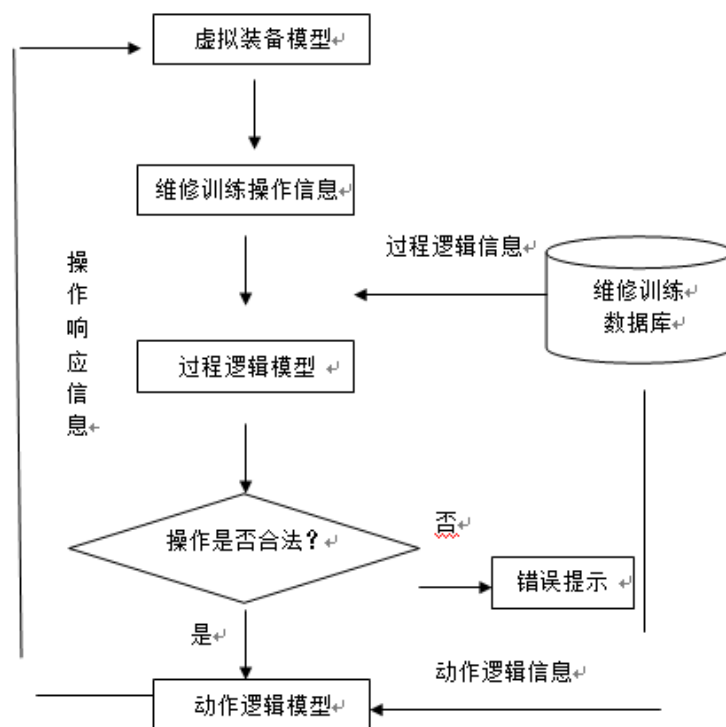 虚拟装备模型
维修训练操作信息
过程逻辑信息
维修训练
数据库
操作响应信息
过程逻辑模型
操作是否合法？
否
错误提示
是
动作逻辑信息
动作逻辑模型